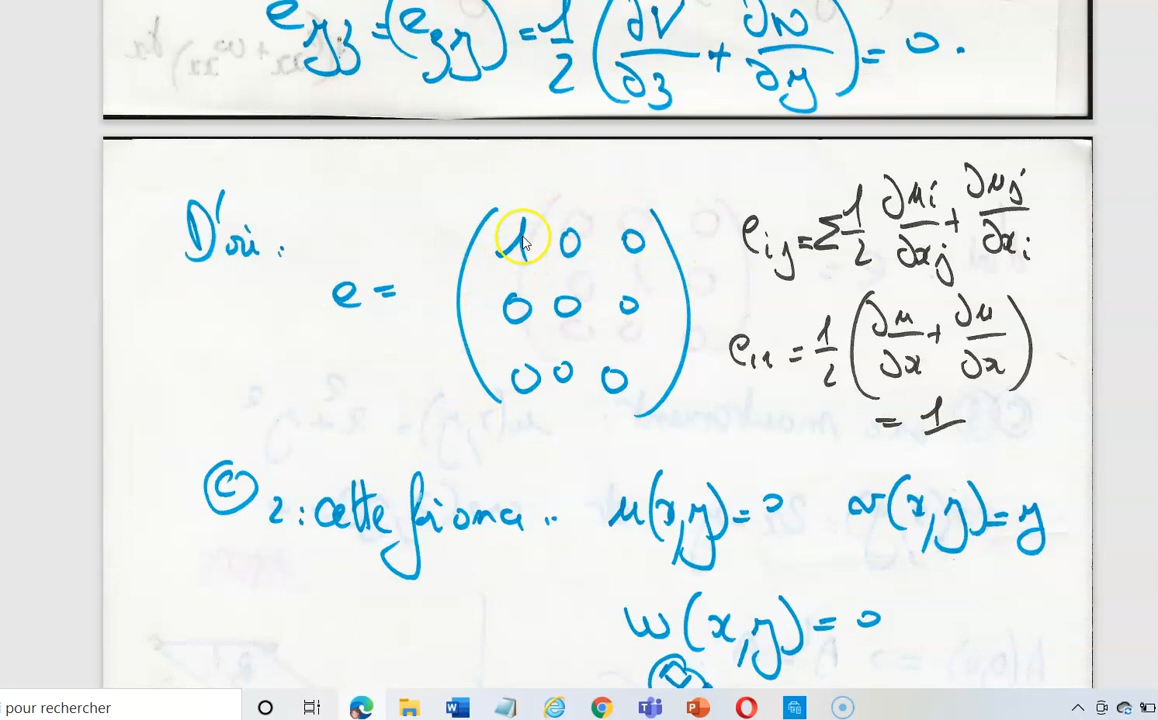 e_{yz} = (e_{zy}) = 1/2 (∂V/∂z + ∂w/∂y) = 0.
D'où :
e = ( 1 0 0
0 0 0
0 0 0 )
e_{ij} = Σ 1/2 ∂u_i/∂x_j + ∂u_j/∂x_i
e_{11} = 1/2 (∂u/∂x + ∂u/∂x)
= 1
C 2 : cette fois on a .. u(x,y) = 0 v(x,y) = y
w(x,y) = 0
pour rechercher